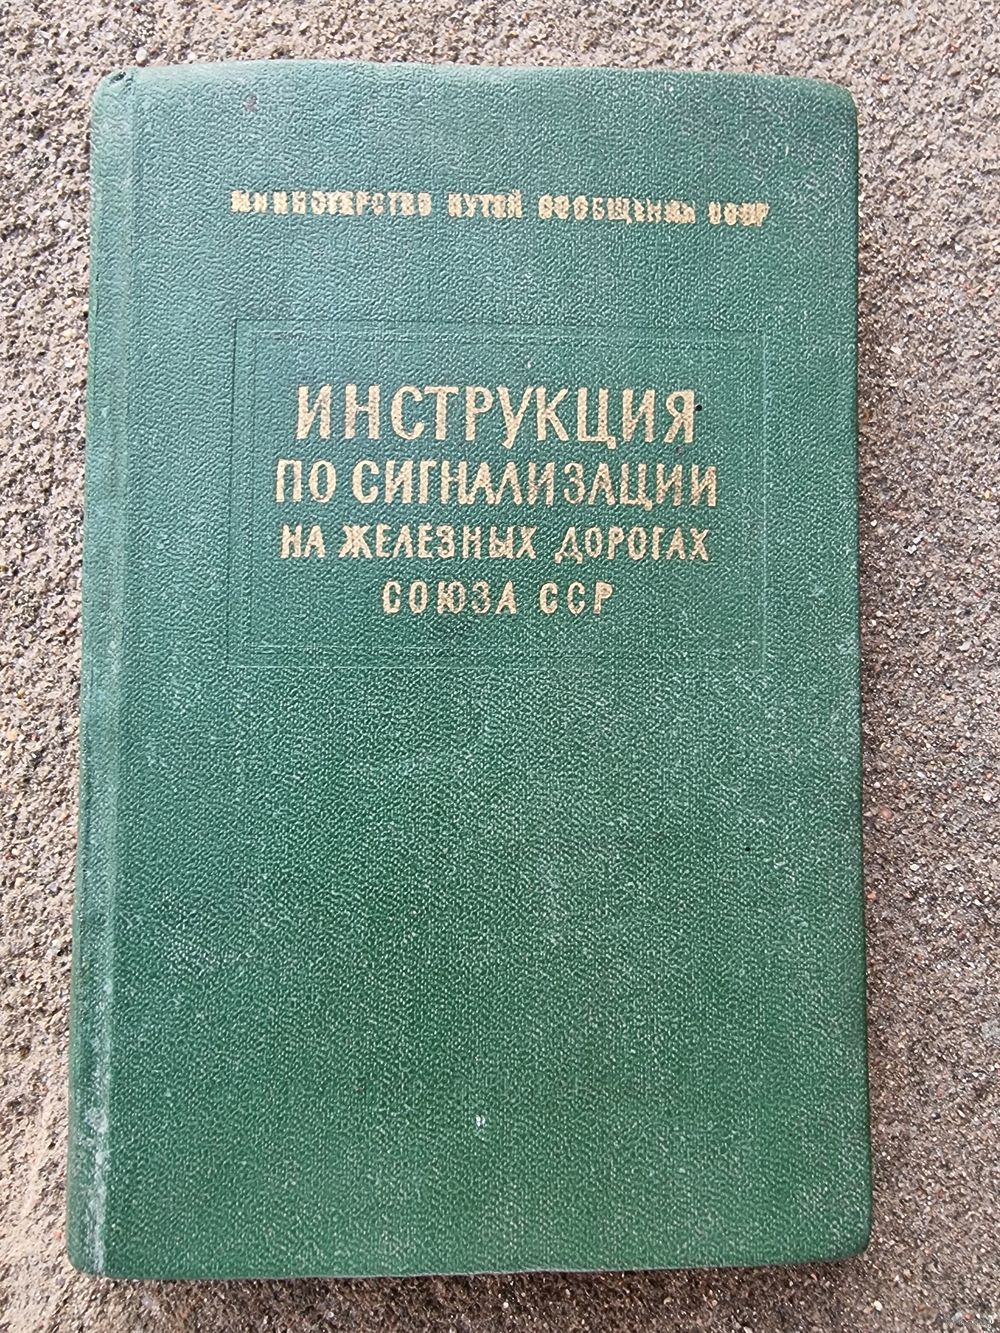 МИНИСТЕРСТВО ПУТЕЙ СООБЩЕНИЯ СССР
ИНСТРУКЦИЯ
ПО СИГНАЛИЗАЦИИ
НА ЖЕЛЕЗНЫХ ДОРОГАХ
СОЮЗА ССР